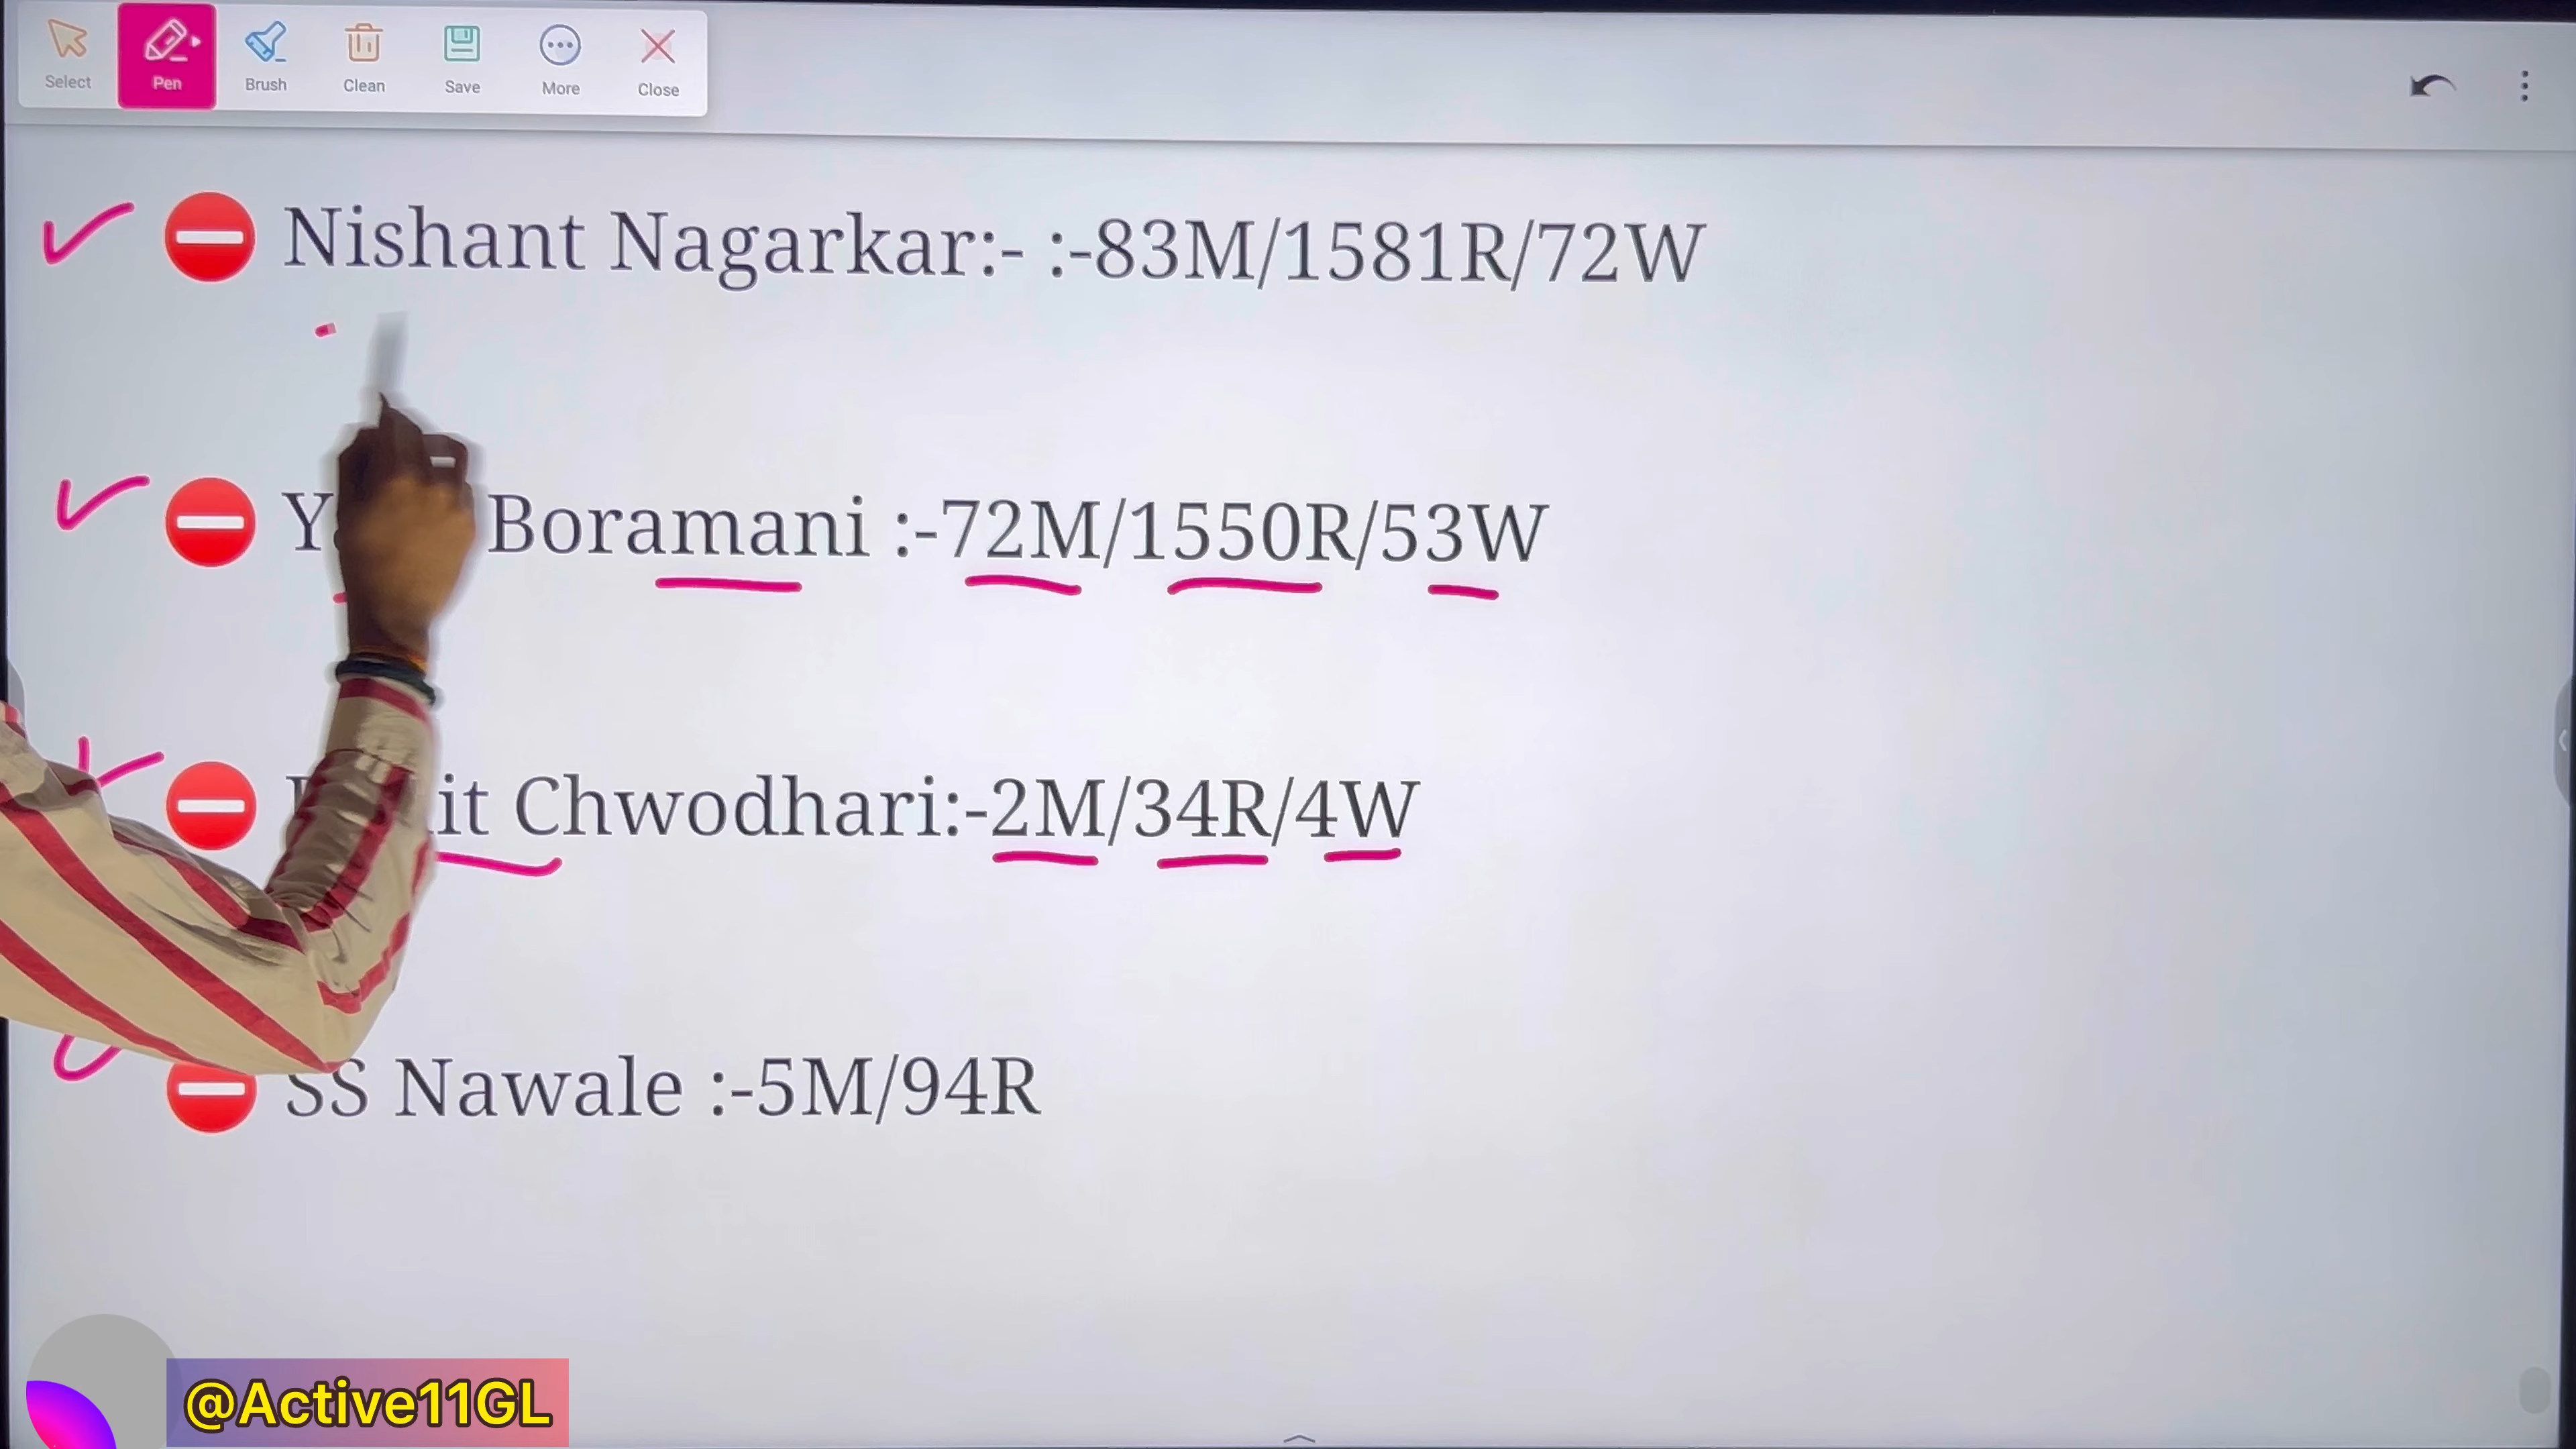 Select Pen Brush Clean Save More Close
Nishant Nagarkar:- :-83M/1581R/72W
Boramani :-72M/1550R/53W
Chwodhari:-2M/34R/4W
SS Nawale :-5M/94R
@Active11GL